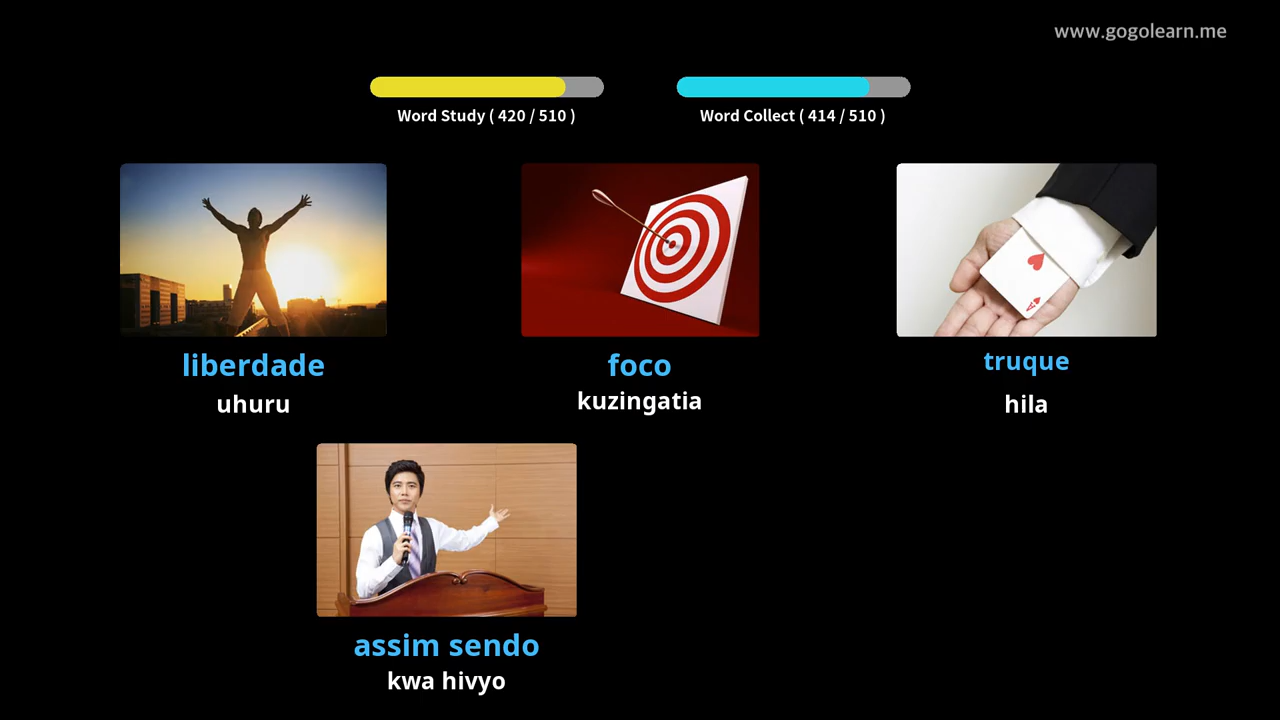 www.gogolearn.me
Word Study ( 420 / 510 )
Word Collect ( 414 / 510 )
liberdade
uhuru
foco
kuzingatia
truque
hila
A
assim sendo
kwa hivyo